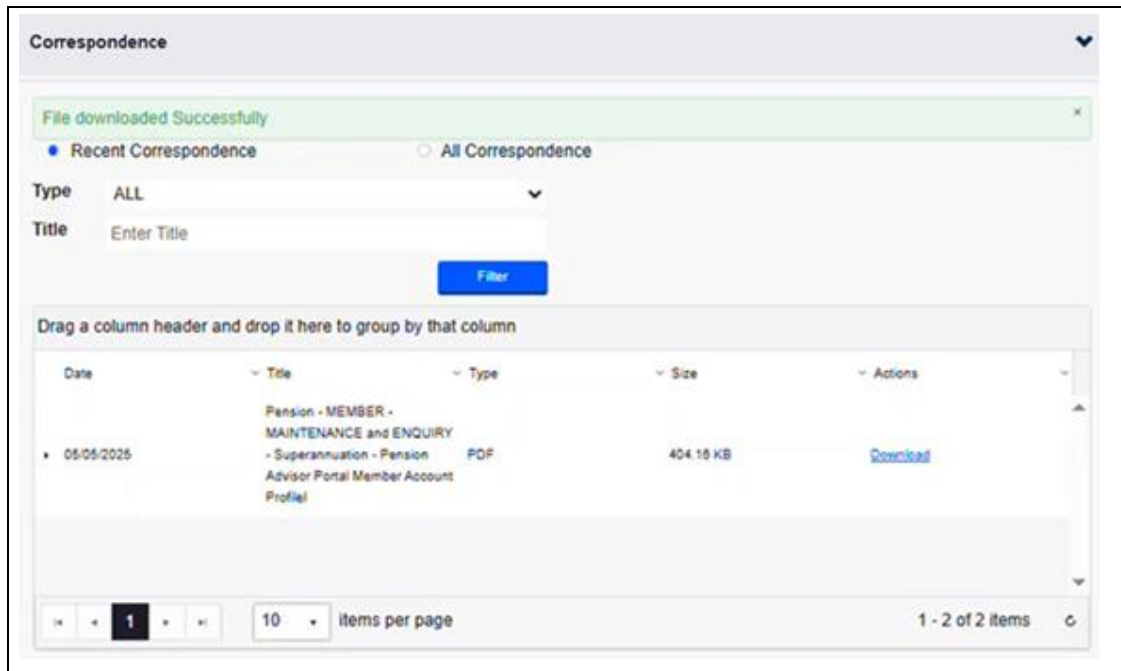 Correspondence
File downloaded Successfully
×
Recent Correspondence All Correspondence
Type ALL
Title Enter Title
Filter
Drag a column header and drop it here to group by that column
Date Title Type Size Actions
Pension - MEMBER -
MAINTENANCE and ENQUIRY
05/05/2025 - Superannuation - Pension PDF 404.16 KB Download
Advisor Portal Member Account
Profile)
1 10 items per page 1 - 2 of 2 items